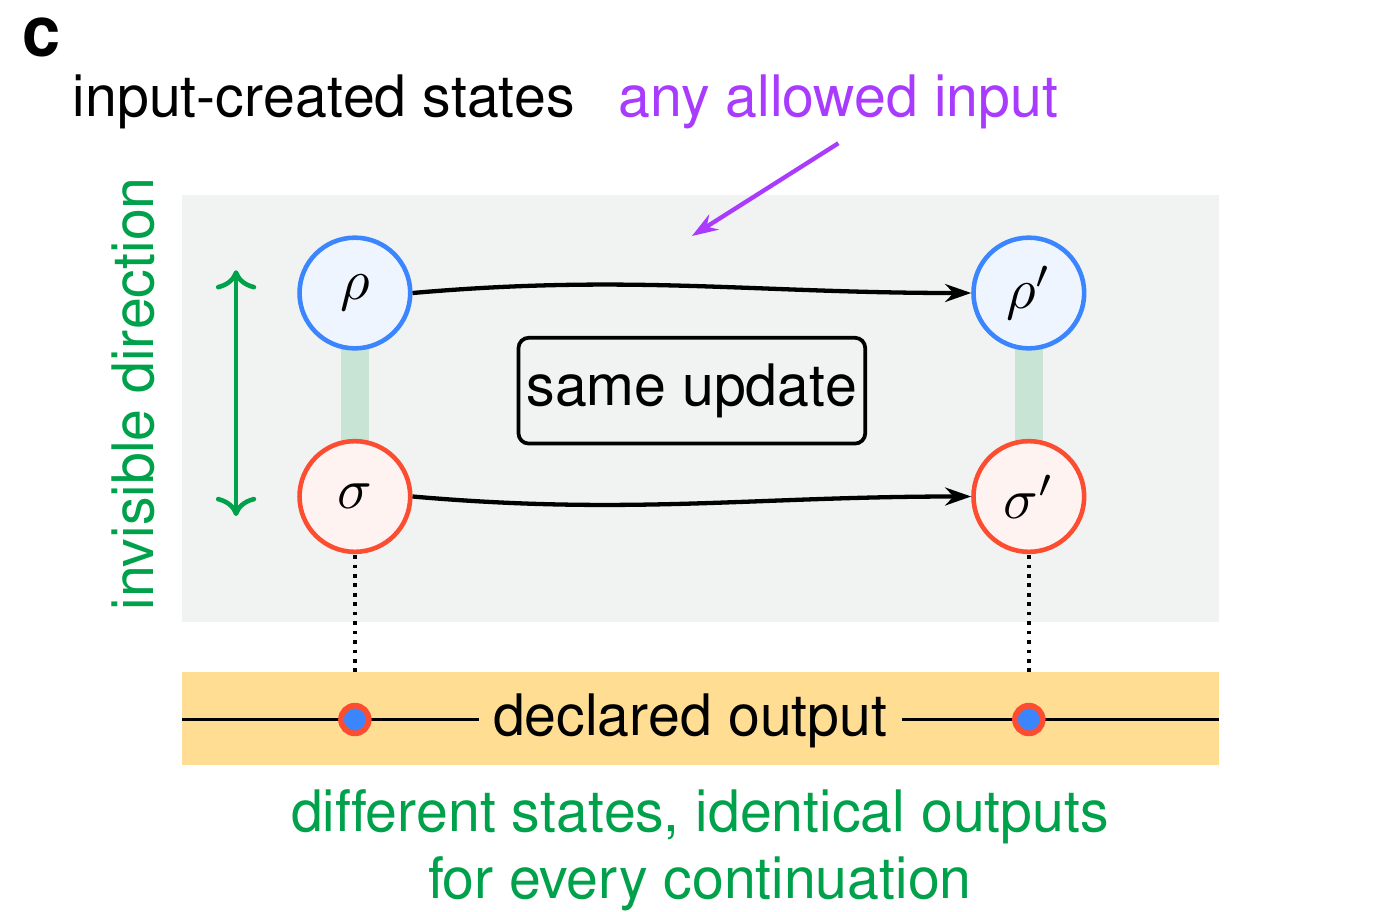 c
input-created states any allowed input
invisible direction
ρ
ρ′
same update
σ
σ′
declared output
different states, identical outputs
for every continuation